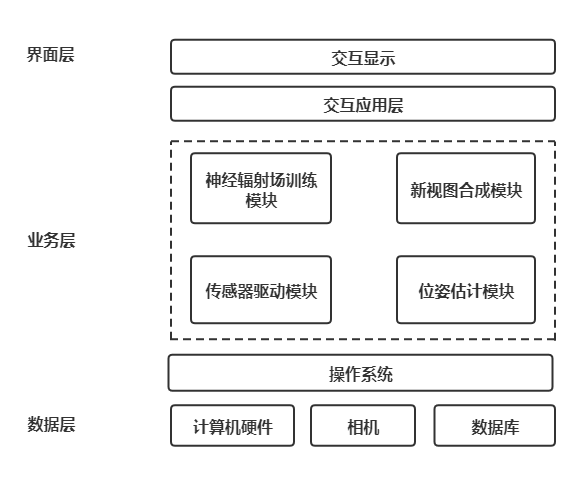 界面层
交互显示
交互应用层
业务层
神经辐射场训练
模块
新视图合成模块
传感器驱动模块
位姿估计模块
操作系统
数据层
计算机硬件
相机
数据库